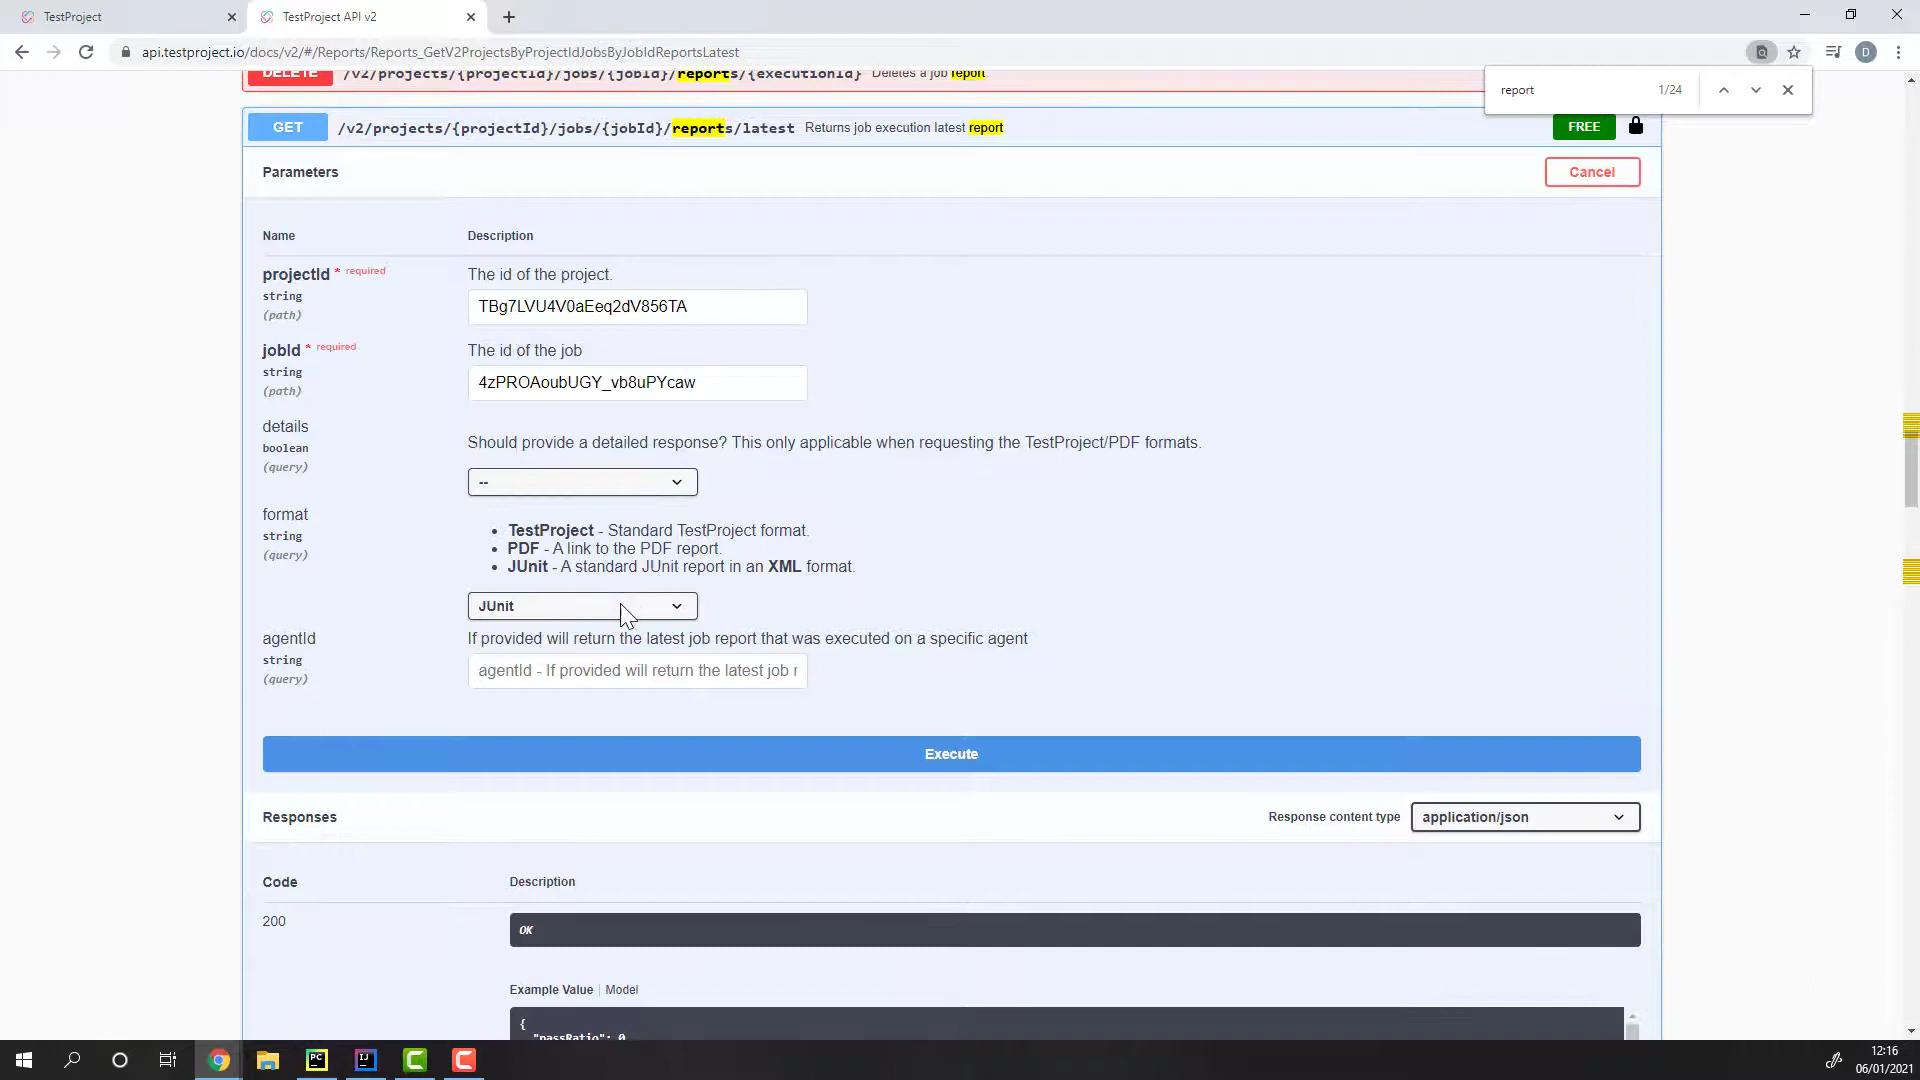 TestProject
TestProject API v2
api.testproject.io/docs/v2/#/Reports/Reports_GetV2ProjectsByProjectIdJobsByJobIdReportsLatest
D
DELETE /v2/projects/{projectId}/jobs/{jobId}/reports/{executionId} Deletes a job report
report 1/24
GET /v2/projects/{projectId}/jobs/{jobId}/reports/latest Returns job execution latest report FREE
Parameters Cancel
Name Description
projectId * required The id of the project.
string TBg7LVU4V0aEeq2dV856TA
(path)
jobId * required The id of the job
string 4zPROAoubUGY_vb8uPYcaw
(path)
details
boolean Should provide a detailed response? This only applicable when requesting the TestProject/PDF formats.
(query) --
format
string TestProject - Standard TestProject format.
(query) PDF - A link to the PDF report.
JUnit - A standard JUnit report in an XML format.
JUnit
agentId If provided will return the latest job report that was executed on a specific agent
string agentId - If provided will return the latest job r
(query)
Execute
Responses Response content type application/json
Code Description
200 OK
Example Value Model
{
"passRatio": 0
PC IJ
12:16
06/01/2021